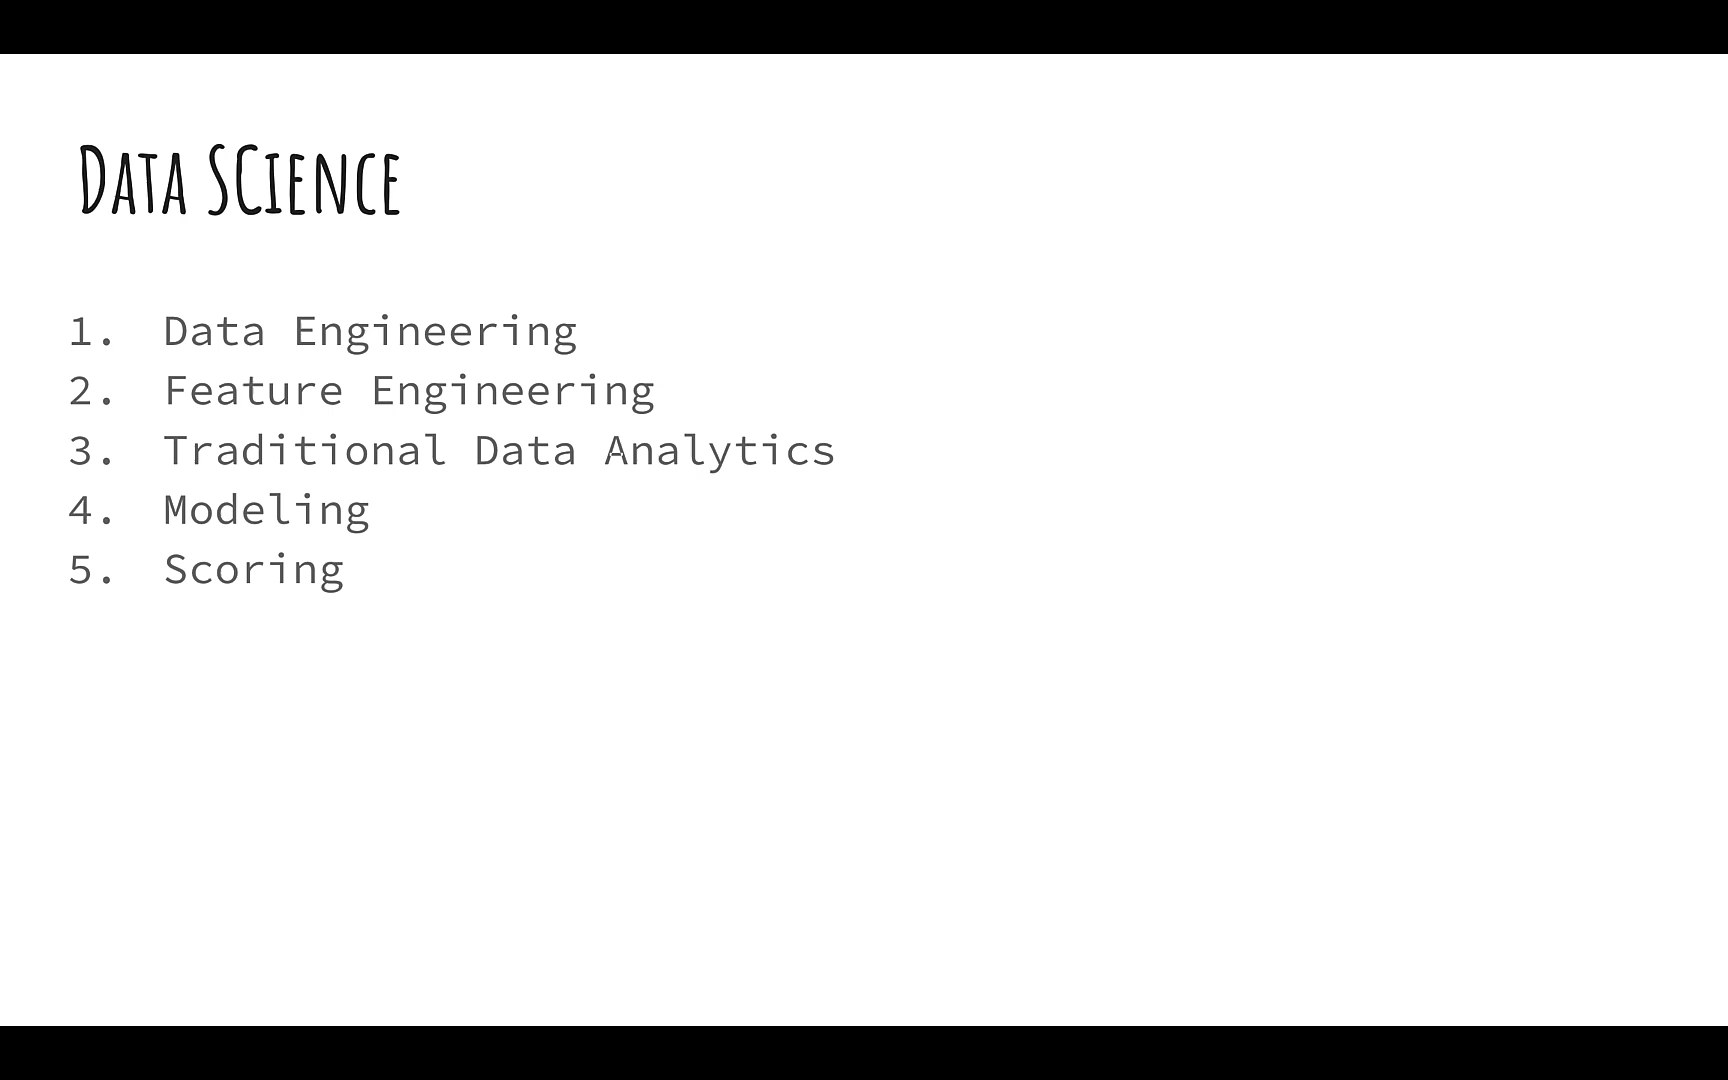 Data SCience
1. Data Engineering
2. Feature Engineering
3. Traditional Data Analytics
4. Modeling
5. Scoring